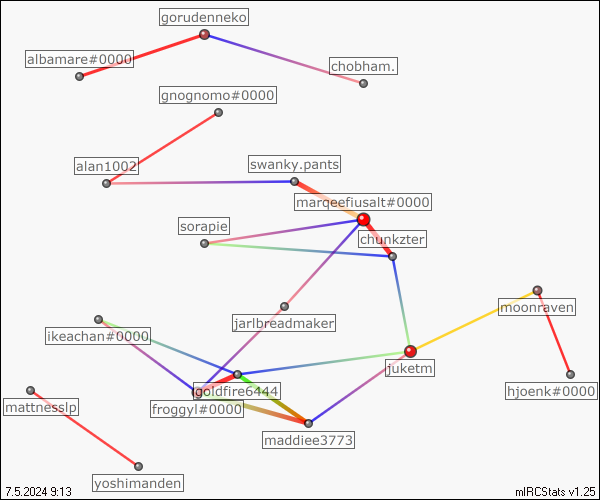 gorudenneko
albamare#0000
chobham.
gnognomo#0000
swanky.pants
alan1002
marqeefiusalt#0000
sorapie
chunkzter
moonraven
jarlbreadmaker
ikeachan#0000
juketm
goldfire6444
hjoenk#0000
mattnesslp
froggyl#0000
maddiee3773
yoshimanden
7.5.2024 9:13
mIRCStats v1.25